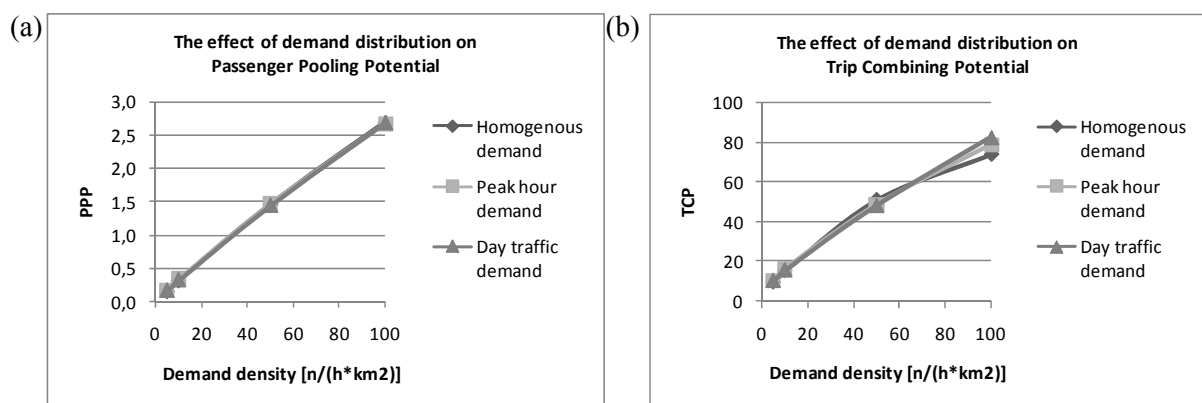 (a)
The effect of demand distribution on
Passenger Pooling Potential
3,0
2,5
2,0
1,5
1,0
0,5
0,0
PPP
0 20 40 60 80 100
Demand density [n/(h*km2)]
Homogenous
demand
Peak hour
demand
Day traffic
demand
(b)
The effect of demand distribution on
Trip Combining Potential
100
80
60
40
20
0
TCP
0 20 40 60 80 100
Demand density [n/(h*km2)]
Homogenous
demand
Peak hour
demand
Day traffic
demand